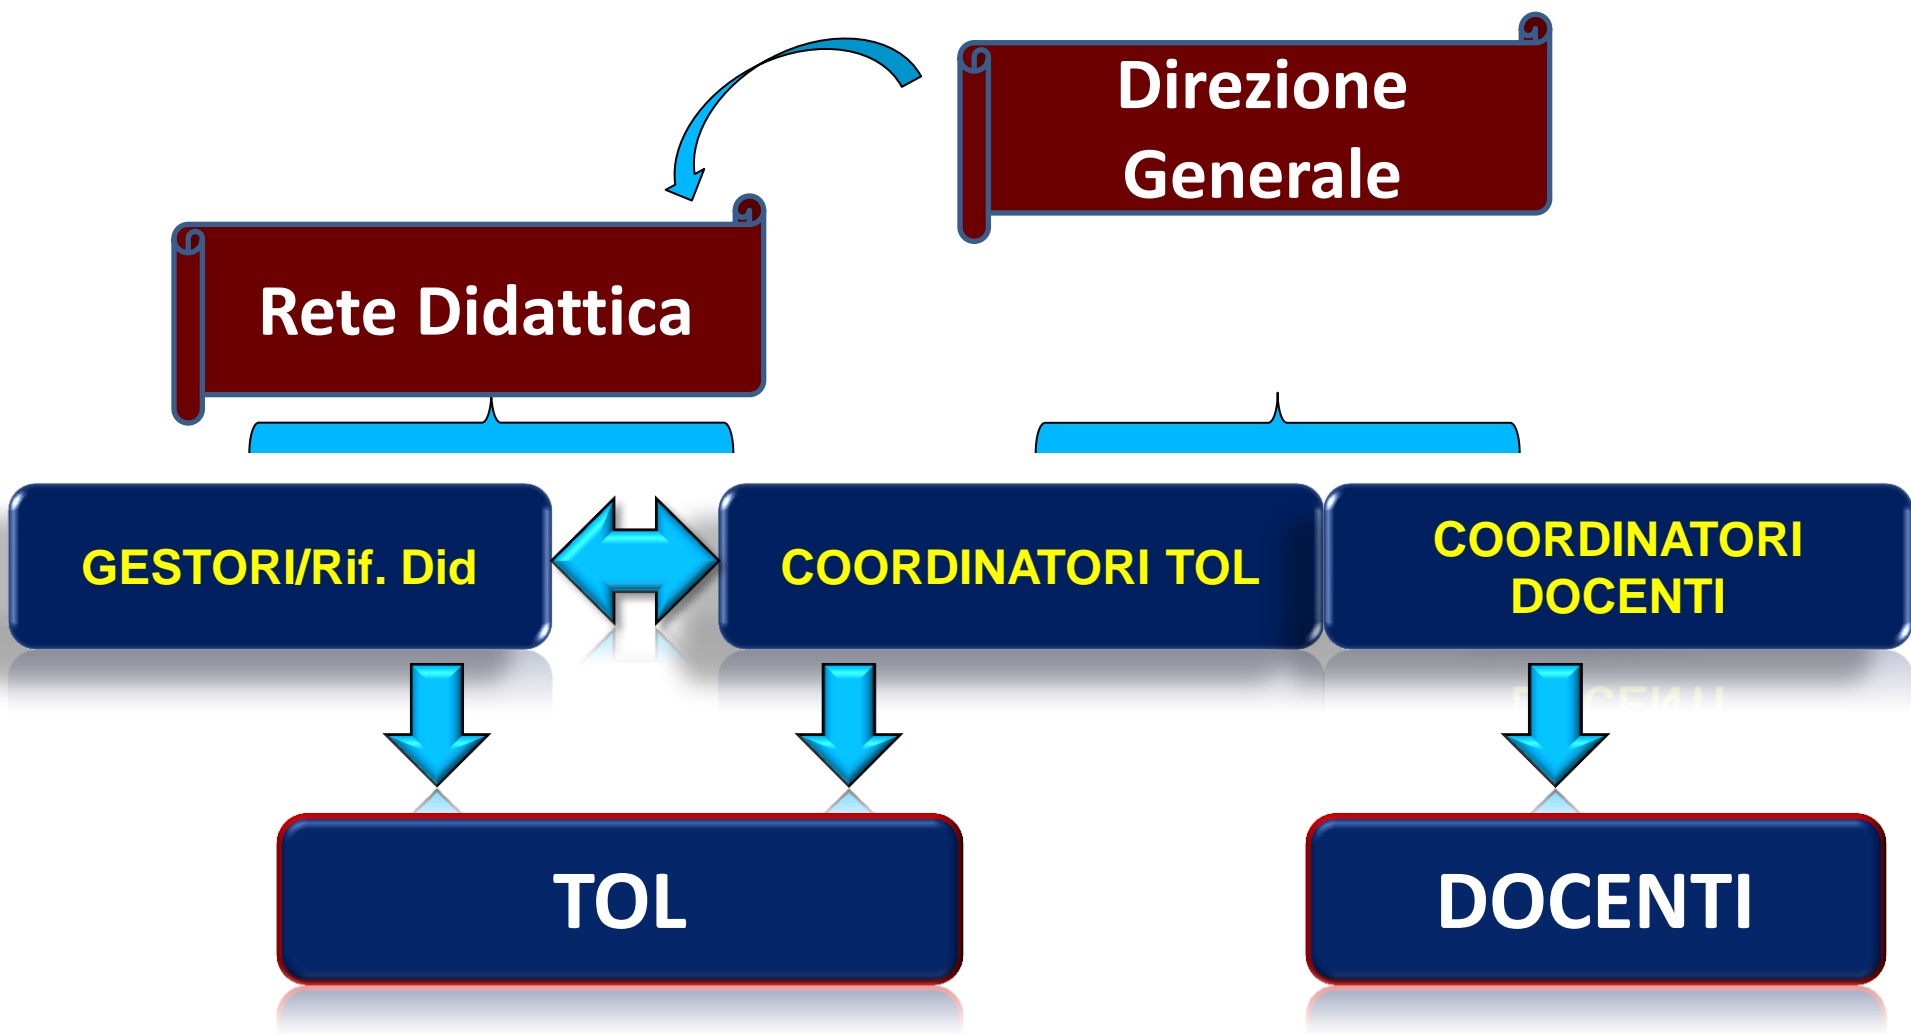 Direzione
Generale
Rete Didattica
GESTORI/Rif. Did
COORDINATORI TOL
COORDINATORI
DOCENTI
TOL
DOCENTI